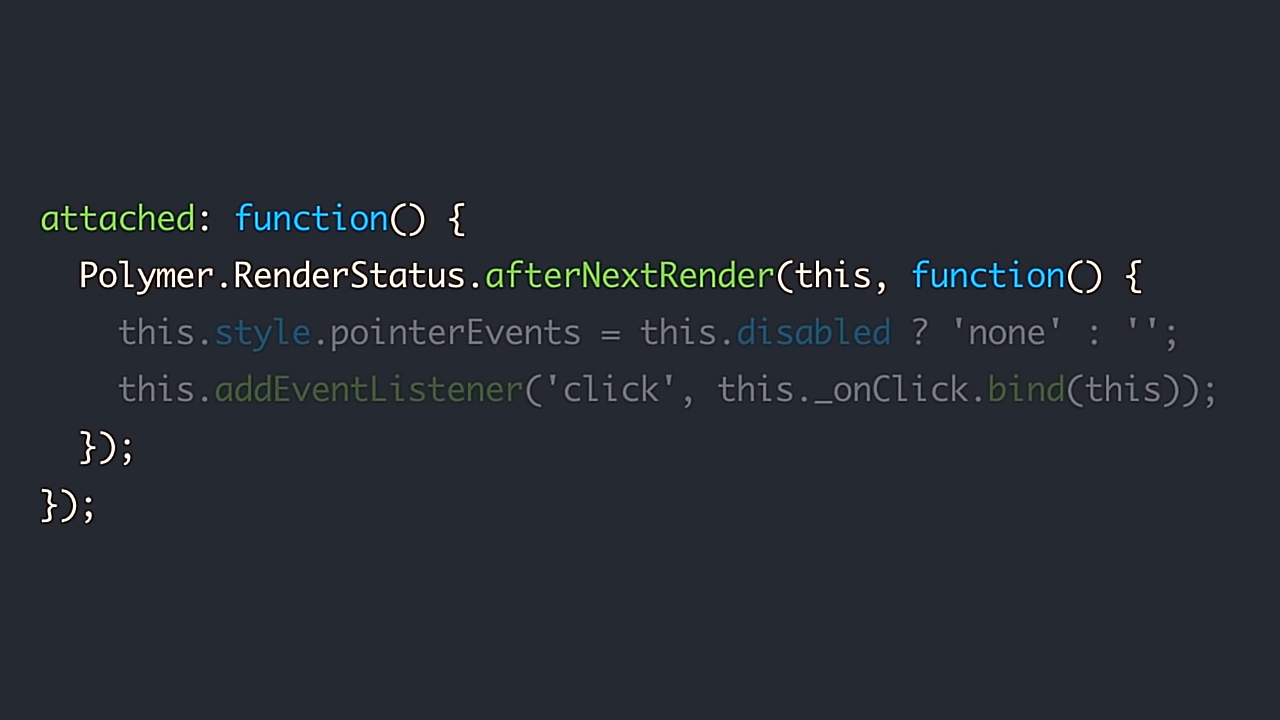 attached: function() {
  Polymer.RenderStatus.afterNextRender(this, function() {
    this.style.pointerEvents = this.disabled ? 'none' : '';
    this.addEventListener('click', this._onClick.bind(this));
  });
});